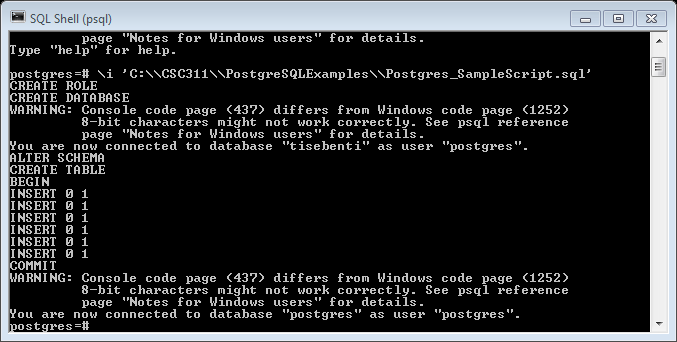 SQL Shell (psql)
page "Notes for Windows users" for details.
Type "help" for help.
postgres=# \i 'C:\\CSC311\\PostgreSQLExamples\\Postgres_SampleScript.sql'
CREATE ROLE
CREATE DATABASE
WARNING: Console code page (437) differs from Windows code page (1252)
8-bit characters might not work correctly. See psql reference
page "Notes for Windows users" for details.
You are now connected to database "tisebenti" as user "postgres".
ALTER SCHEMA
CREATE TABLE
BEGIN
INSERT 0 1
INSERT 0 1
INSERT 0 1
INSERT 0 1
INSERT 0 1
INSERT 0 1
COMMIT
WARNING: Console code page (437) differs from Windows code page (1252)
8-bit characters might not work correctly. See psql reference
page "Notes for Windows users" for details.
You are now connected to database "postgres" as user "postgres".
postgres=#